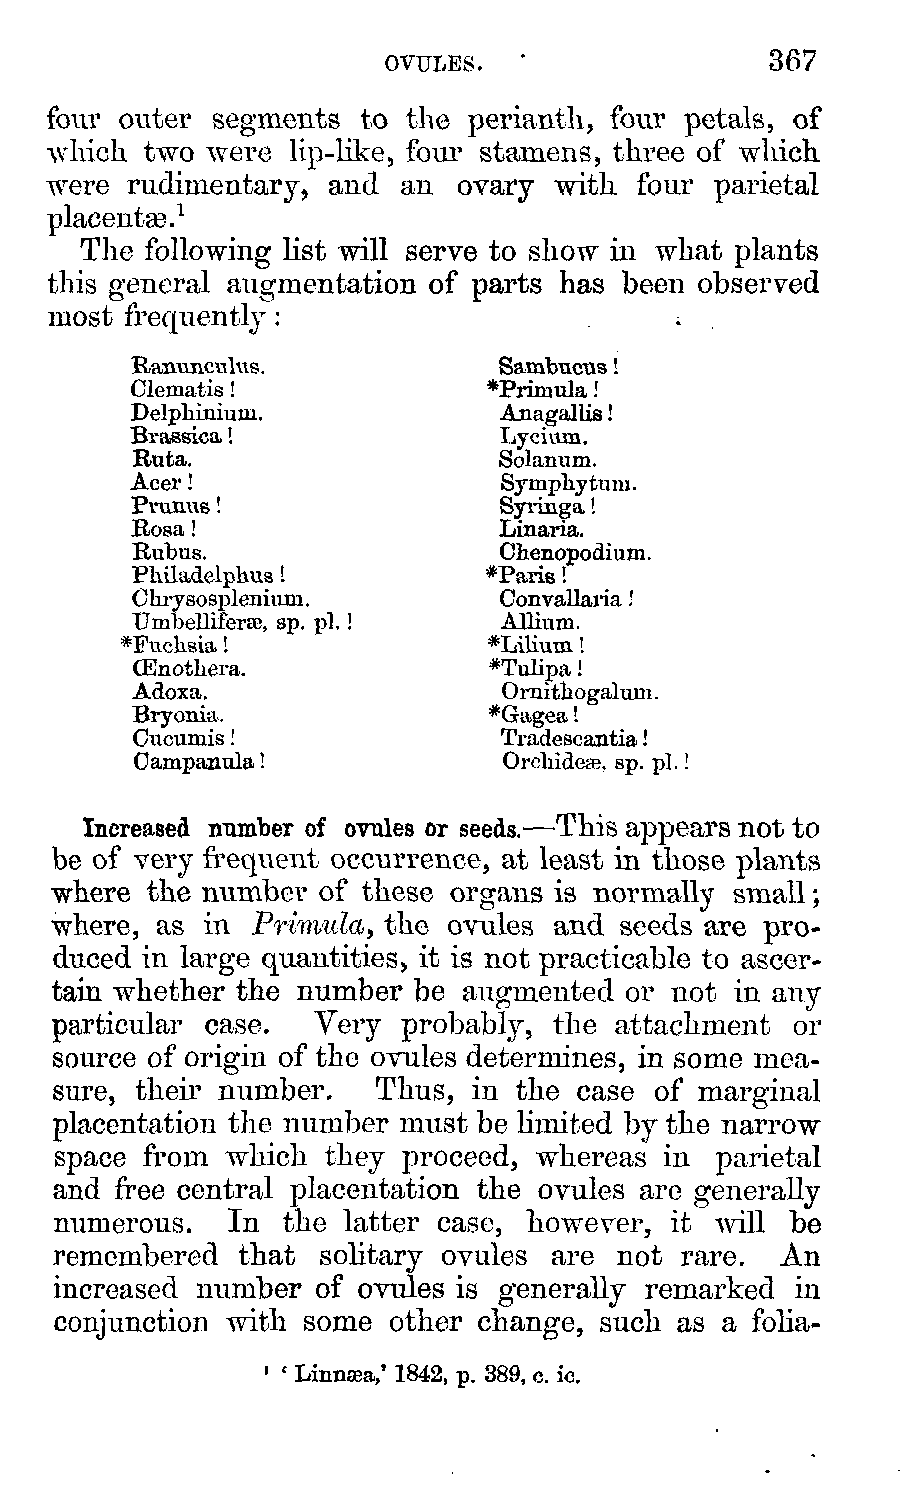 OVULES. 367
four outer segments to the perianth, four petals, of
which two were lip-like, four stamens, three of which
were rudimentary, and an ovary with four parietal
placentæ.¹
The following list will serve to show in what plants
this general augmentation of parts has been observed
most frequently:
Ranunculus.
Clematis!
Delphinium.
Brassica!
Ruta.
Acer!
Prunus!
Rosa!
Rubus.
Philadelphus!
Chrysosplenium.
Umbelliferæ, sp. pl.!
*Fuchsia!
Œnothera.
Adoxa.
Bryonia.
Cucumis!
Campanula!
Sambucus!
*Primula!
Anagallis!
Lycium.
Solanum.
Symphytum.
Syringa!
Linaria.
Chenopodium.
*Paris!
Convallaria!
Allium.
*Lilium!
*Tulipa!
Ornithogalum.
*Gagea!
Tradescantia!
Orchideæ, sp. pl.!
Increased number of ovules or seeds.—This appears not to
be of very frequent occurrence, at least in those plants
where the number of these organs is normally small;
where, as in Primula, the ovules and seeds are pro-
duced in large quantities, it is not practicable to ascer-
tain whether the number be augmented or not in any
particular case. Very probably, the attachment or
source of origin of the ovules determines, in some mea-
sure, their number. Thus, in the case of marginal
placentation the number must be limited by the narrow
space from which they proceed, whereas in parietal
and free central placentation the ovules are generally
numerous. In the latter case, however, it will be
remembered that solitary ovules are not rare. An
increased number of ovules is generally remarked in
conjunction with some other change, such as a folia-
¹ ‘Linnæa,’ 1842, p. 389, c. ic.